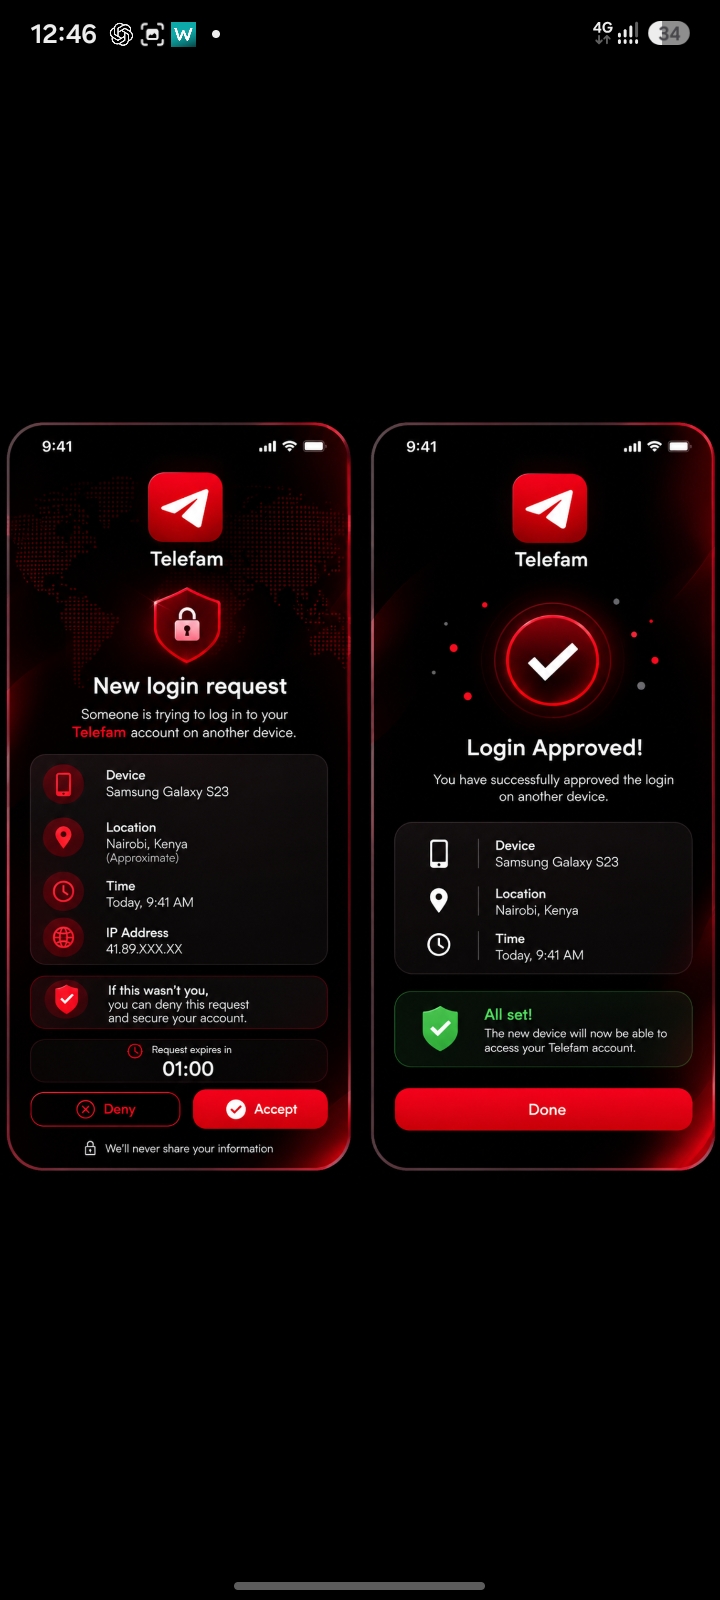 12:46
W
4G
34
9:41
Telefam
New login request
Someone is trying to log in to your
Telefam account on another device.
Device
Samsung Galaxy S23
Location
Nairobi, Kenya
(Approximate)
Time
Today, 9:41 AM
IP Address
41.89.XXX.XX
If this wasn't you,
you can deny this request
and secure your account.
Request expires in
01:00
Deny
Accept
We'll never share your information
9:41
Telefam
Login Approved!
You have successfully approved the login
on another device.
Device
Samsung Galaxy S23
Location
Nairobi, Kenya
Time
Today, 9:41 AM
All set!
The new device will now be able to
access your Telefam account.
Done